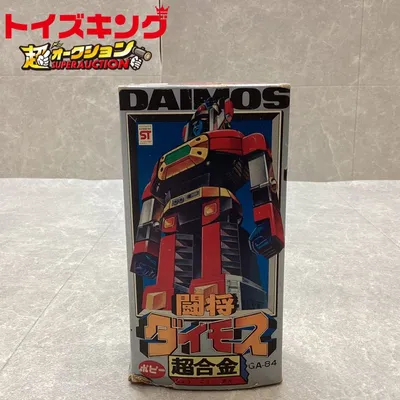 トイズキング
超オークション
SUPERAUCTION
DAIMOS
ST
闘将
ダイモス
ポピー
超合金
GA-84